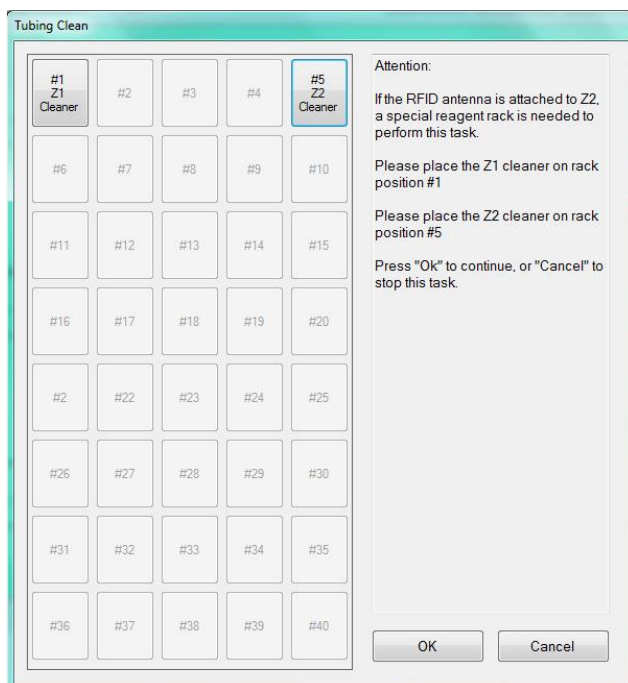 Tubing Clean
#1
Z1
Cleaner
#2
#3
#4
#5
Z2
Cleaner
#6
#7
#8
#9
#10
#11
#12
#13
#14
#15
#16
#17
#18
#19
#20
#2
#22
#23
#24
#25
#26
#27
#28
#29
#30
#31
#32
#33
#34
#35
#36
#37
#38
#39
#40
Attention:
If the RFID antenna is attached to Z2,
a special reagent rack is needed to
perform this task.
Please place the Z1 cleaner on rack
position #1
Please place the Z2 cleaner on rack
position #5
Press "Ok" to continue, or "Cancel" to
stop this task.
OK
Cancel